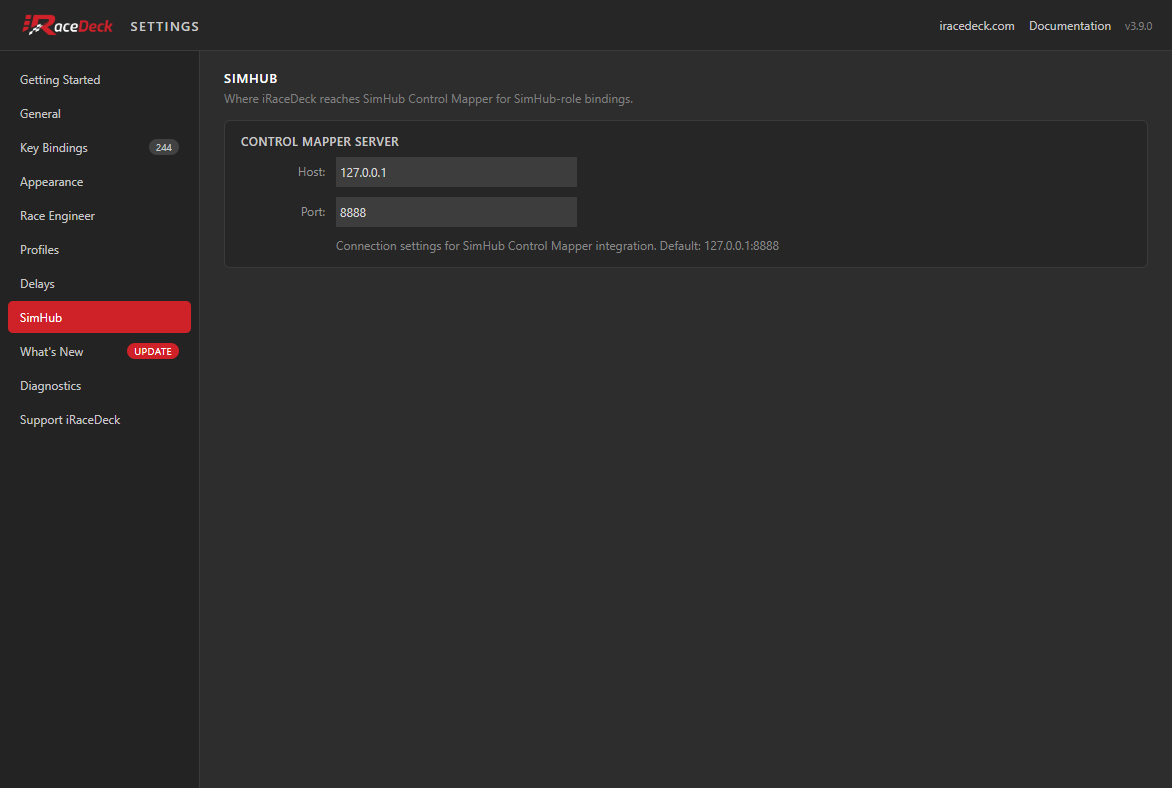 iRaceDeck SETTINGS iracedeck.com Documentation v3.9.0
Getting Started
General
Key Bindings 244
Appearance
Race Engineer
Profiles
Delays
SimHub
What's New UPDATE
Diagnostics
Support iRaceDeck
SIMHUB
Where iRaceDeck reaches SimHub Control Mapper for SimHub-role bindings.
CONTROL MAPPER SERVER
Host: 127.0.0.1
Port: 8888
Connection settings for SimHub Control Mapper integration. Default: 127.0.0.1:8888